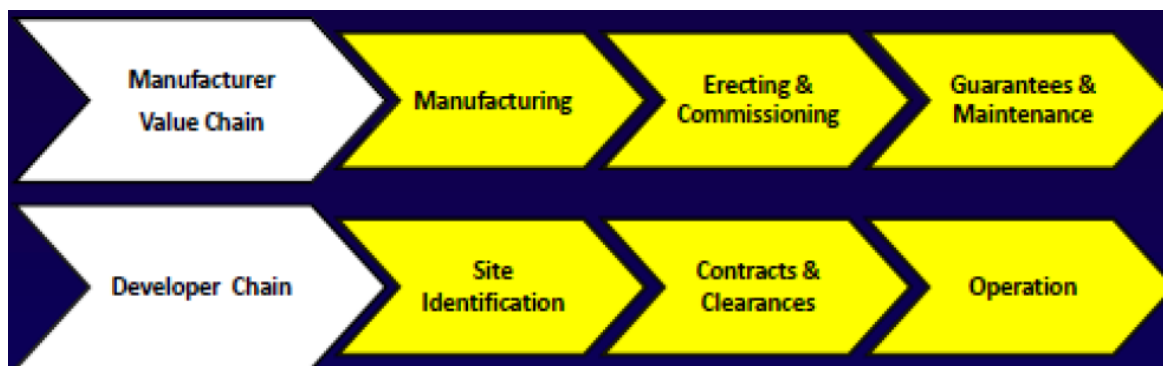 Manufacturer
Value Chain
Manufacturing
Erecting &
Commissioning
Guarantees &
Maintenance
Developer Chain
Site
Identification
Contracts &
Clearances
Operation